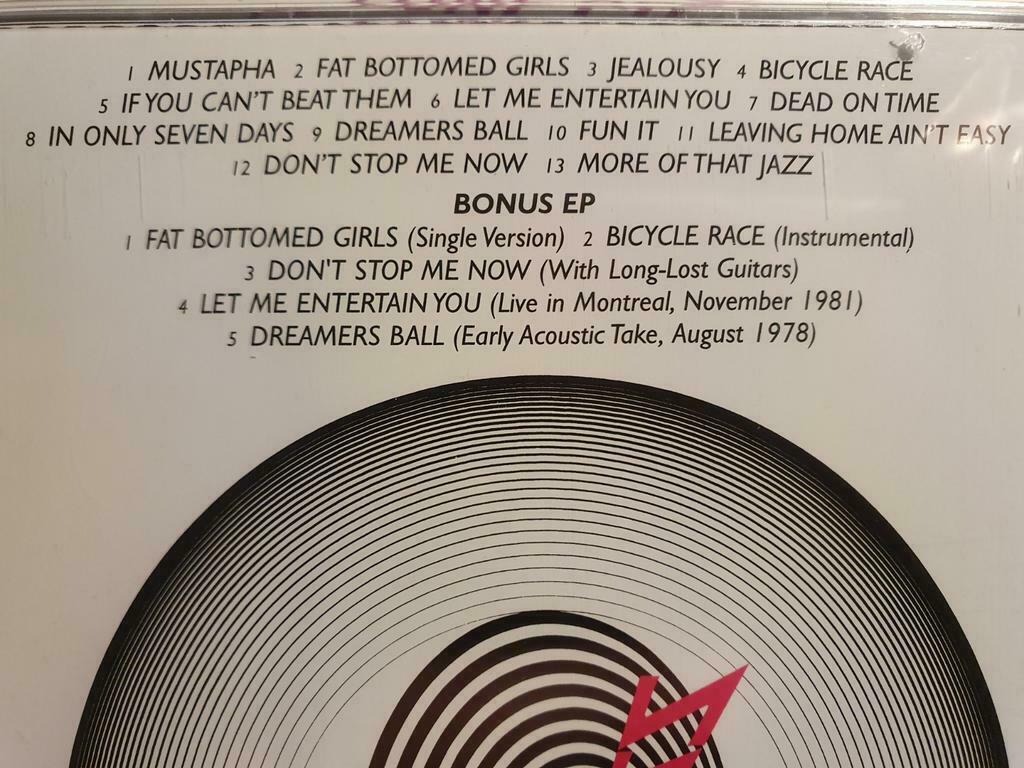 1 MUSTAPHA 2 FAT BOTTOMED GIRLS 3 JEALOUSY 4 BICYCLE RACE
5 IF YOU CAN'T BEAT THEM 6 LET ME ENTERTAIN YOU 7 DEAD ON TIME
8 IN ONLY SEVEN DAYS 9 DREAMERS BALL 10 FUN IT 11 LEAVING HOME AIN'T EASY
12 DON'T STOP ME NOW 13 MORE OF THAT JAZZ
BONUS EP
1 FAT BOTTOMED GIRLS (Single Version) 2 BICYCLE RACE (Instrumental)
3 DON'T STOP ME NOW (With Long-Lost Guitars)
4 LET ME ENTERTAIN YOU (Live in Montreal, November 1981)
5 DREAMERS BALL (Early Acoustic Take, August 1978)